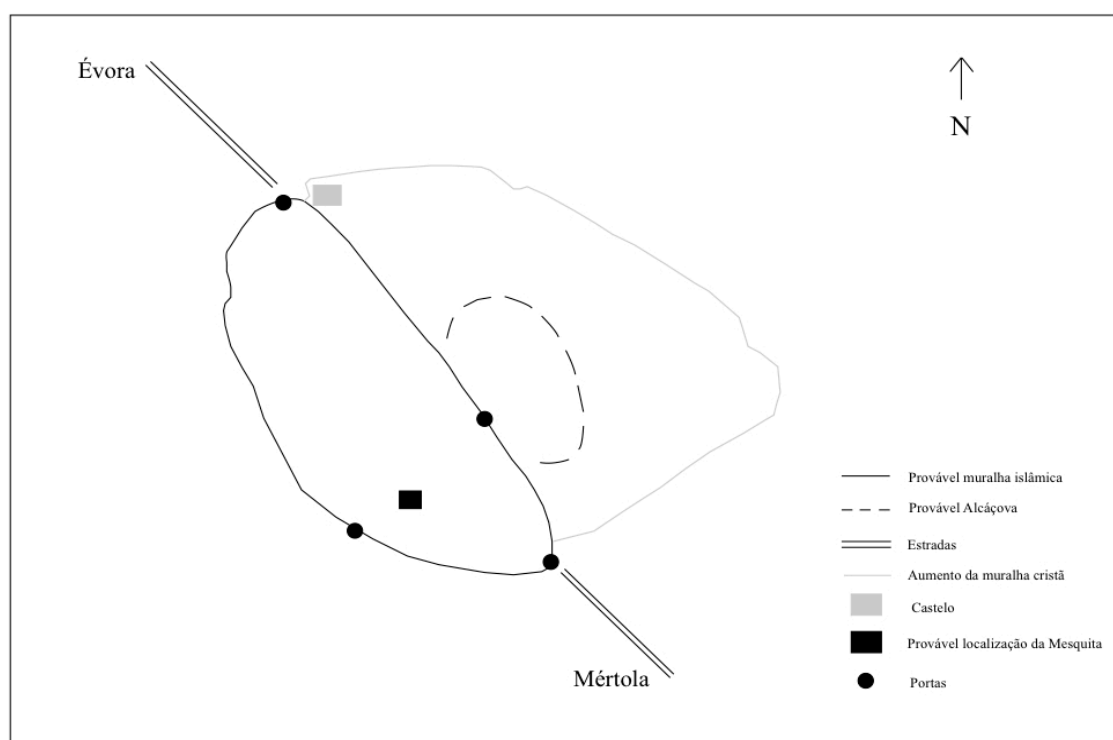 Évora
N
Provável muralha islâmica
Provável Alcáçova
Estradas
Aumento da muralha cristã
Castelo
Provável localização da Mesquita
Portas
Mértola